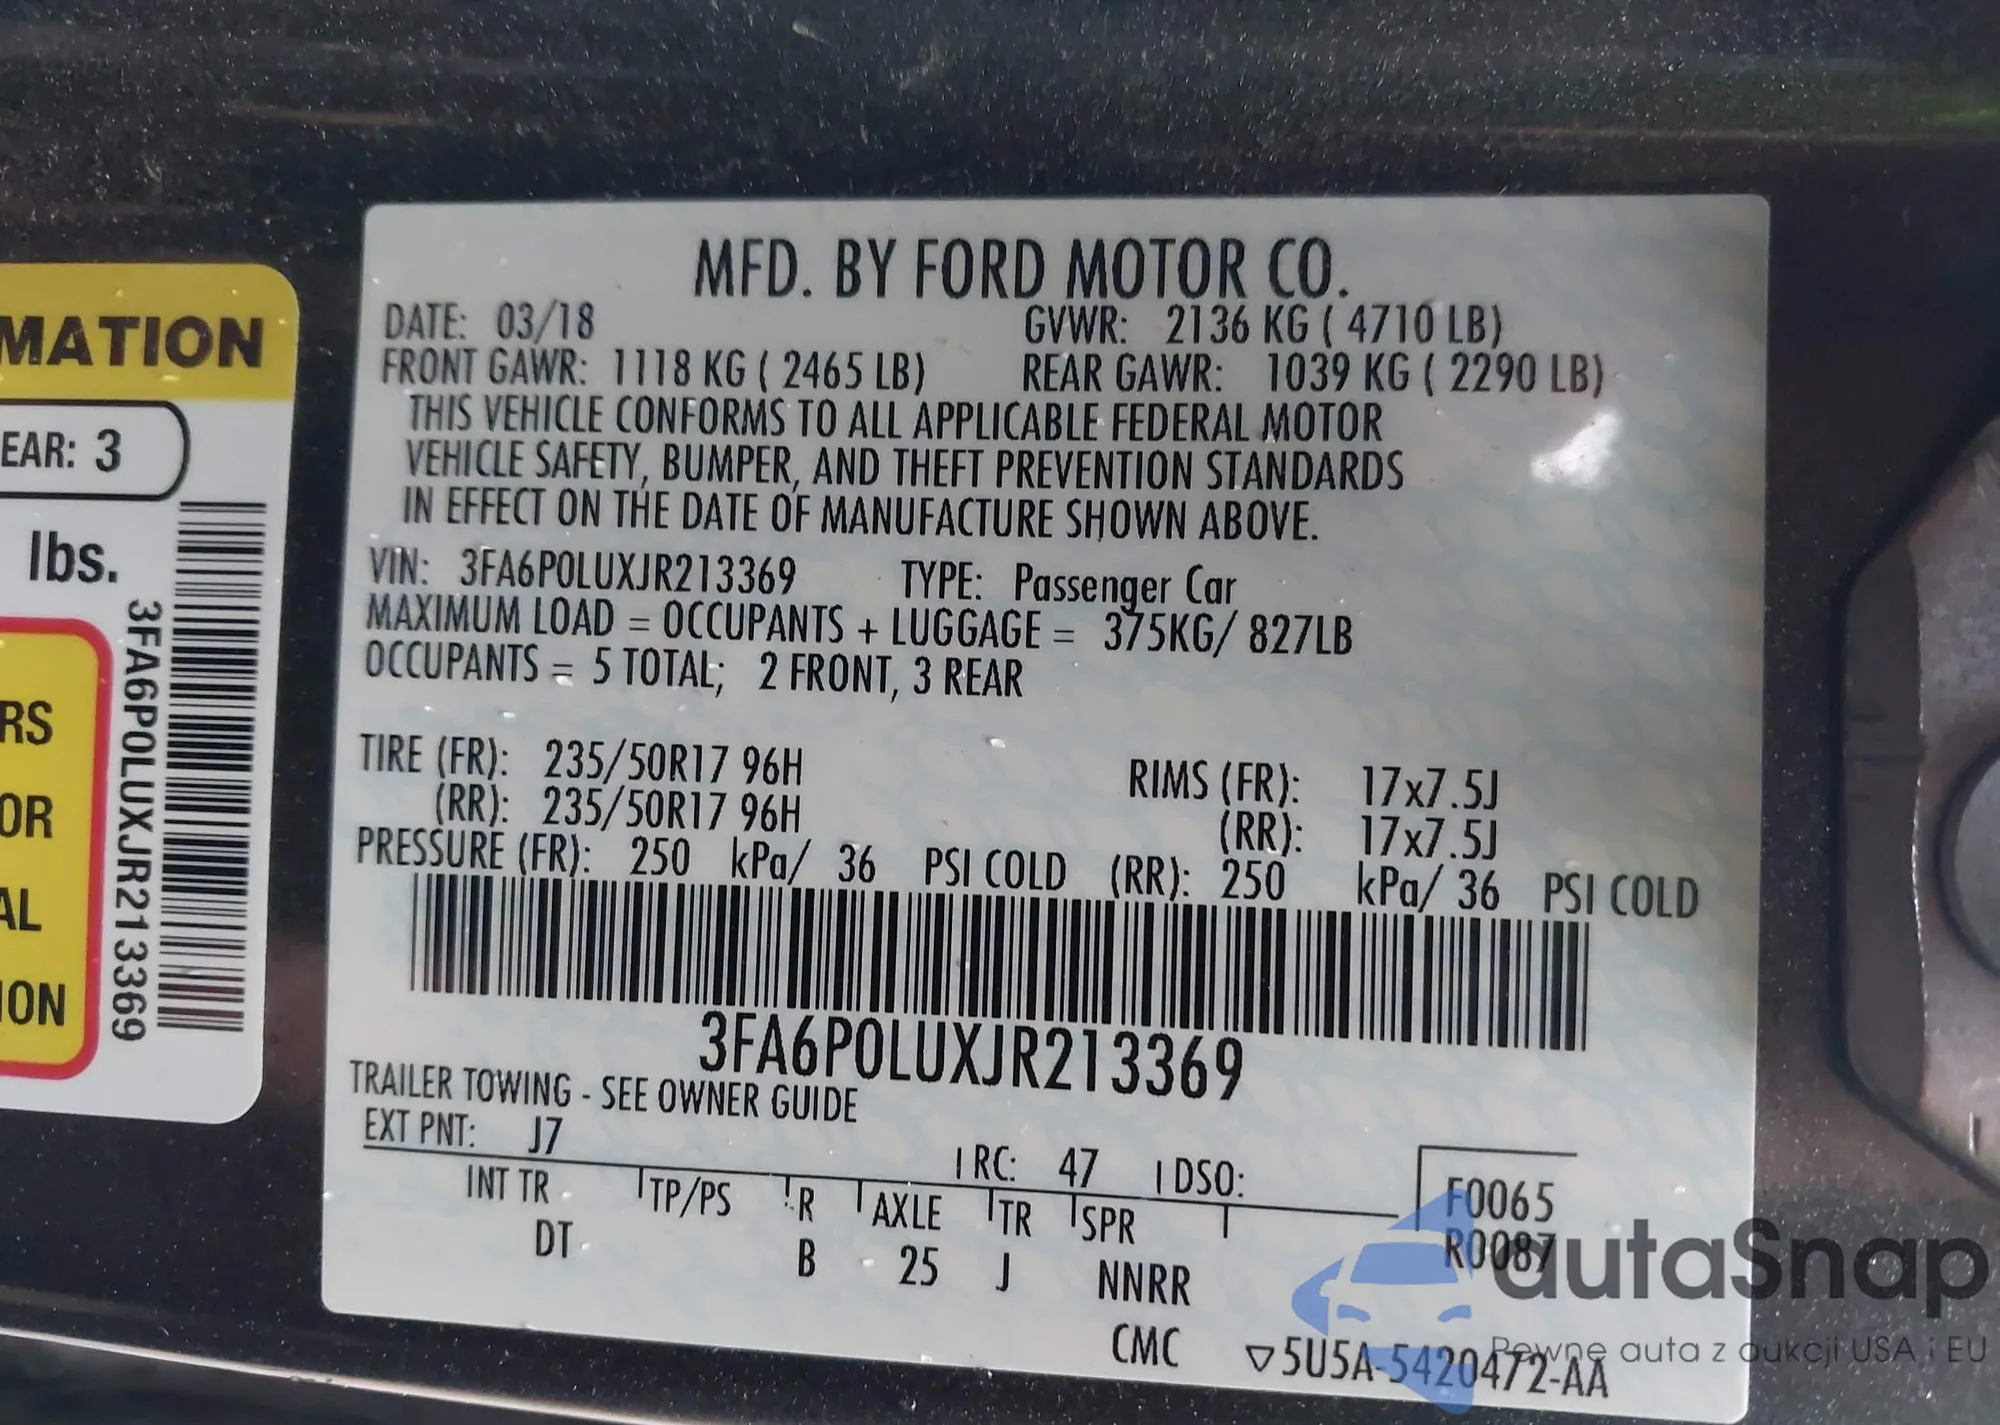 MATION
EAR: 3
lbs.
RS
OR
AL
ION
3FA6P0LUXJR213369
MFD. BY FORD MOTOR CO.
DATE: 03/18 GVWR: 2136 KG ( 4710 LB)
FRONT GAWR: 1118 KG ( 2465 LB) REAR GAWR: 1039 KG ( 2290 LB)
THIS VEHICLE CONFORMS TO ALL APPLICABLE FEDERAL MOTOR
VEHICLE SAFETY, BUMPER, AND THEFT PREVENTION STANDARDS
IN EFFECT ON THE DATE OF MANUFACTURE SHOWN ABOVE.
VIN: 3FA6P0LUXJR213369 TYPE: Passenger Car
MAXIMUM LOAD = OCCUPANTS + LUGGAGE = 375KG/ 827LB
OCCUPANTS = 5 TOTAL; 2 FRONT, 3 REAR
TIRE (FR): 235/50R17 96H RIMS (FR): 17x7.5J
(RR): 235/50R17 96H (RR): 17x7.5J
PRESSURE (FR): 250 kPa/ 36 PSI COLD (RR): 250 kPa/ 36 PSI COLD
3FA6P0LUXJR213369
TRAILER TOWING - SEE OWNER GUIDE
EXT PNT: J7 RC: 47 DSO:
INT TR TP/PS R AXLE TR SPR
DT B 25 J NNRR
F0065
R0087
CMC ▽5U5A-5420472-AA
autaSnap
Pewne auta z aukcji USA i EU